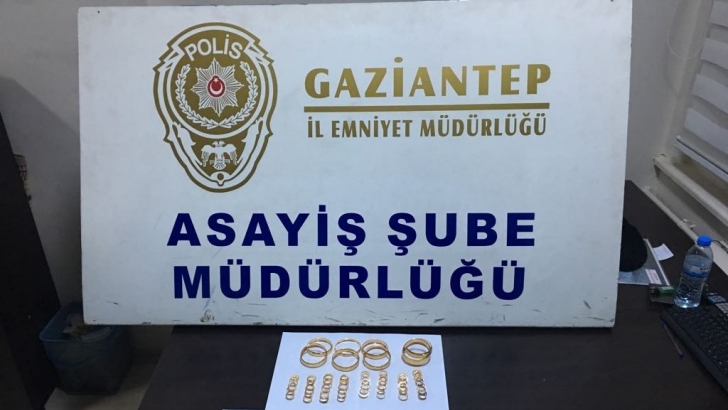 POLİS
GAZİANTEP
İL EMNİYET MÜDÜRLÜĞÜ
ASAYİŞ ŞUBE
MÜDÜRLÜĞÜ